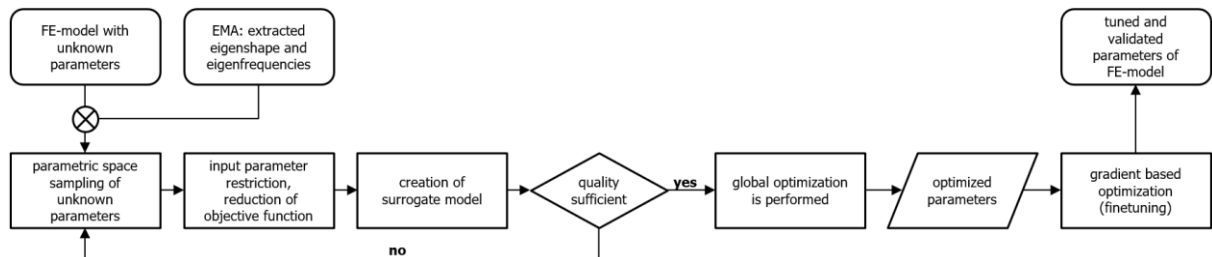 FE-model with
unknown
parameters
EMA: extracted
eigenshape and
eigenfrequencies
tuned and
validated
parameters of
FE-model
parametric space
sampling of
unknown
parameters
input parameter
restriction,
reduction of
objective function
creation of
surrogate model
quality
sufficient
yes
global optimization
is performed
optimized
parameters
gradient based
optimization
(finetuning)
no